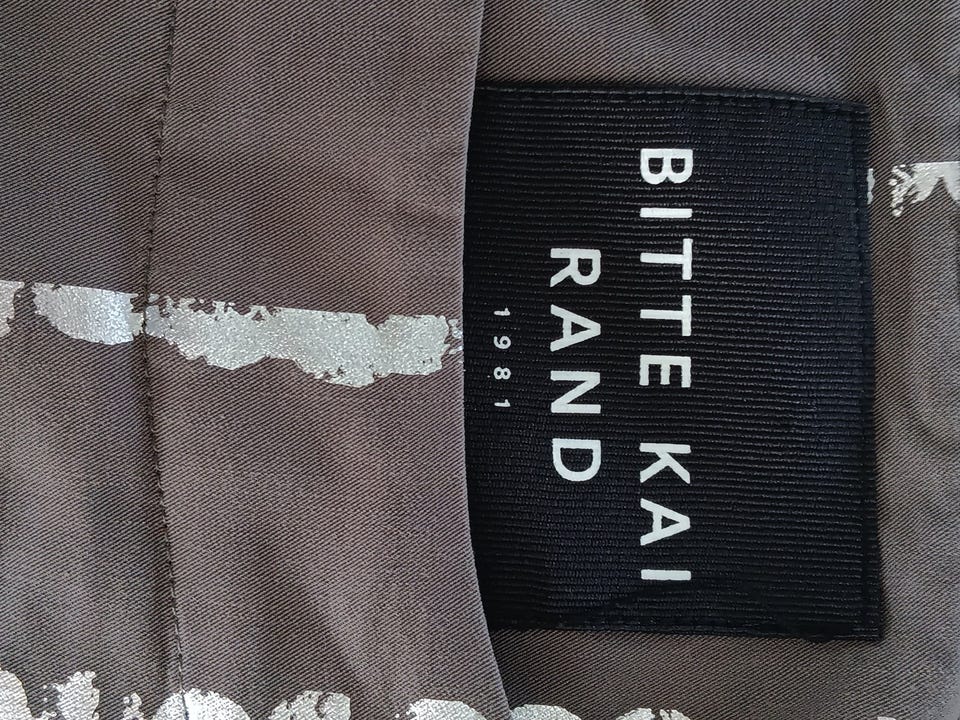 BITTE KAI
RAND
1981